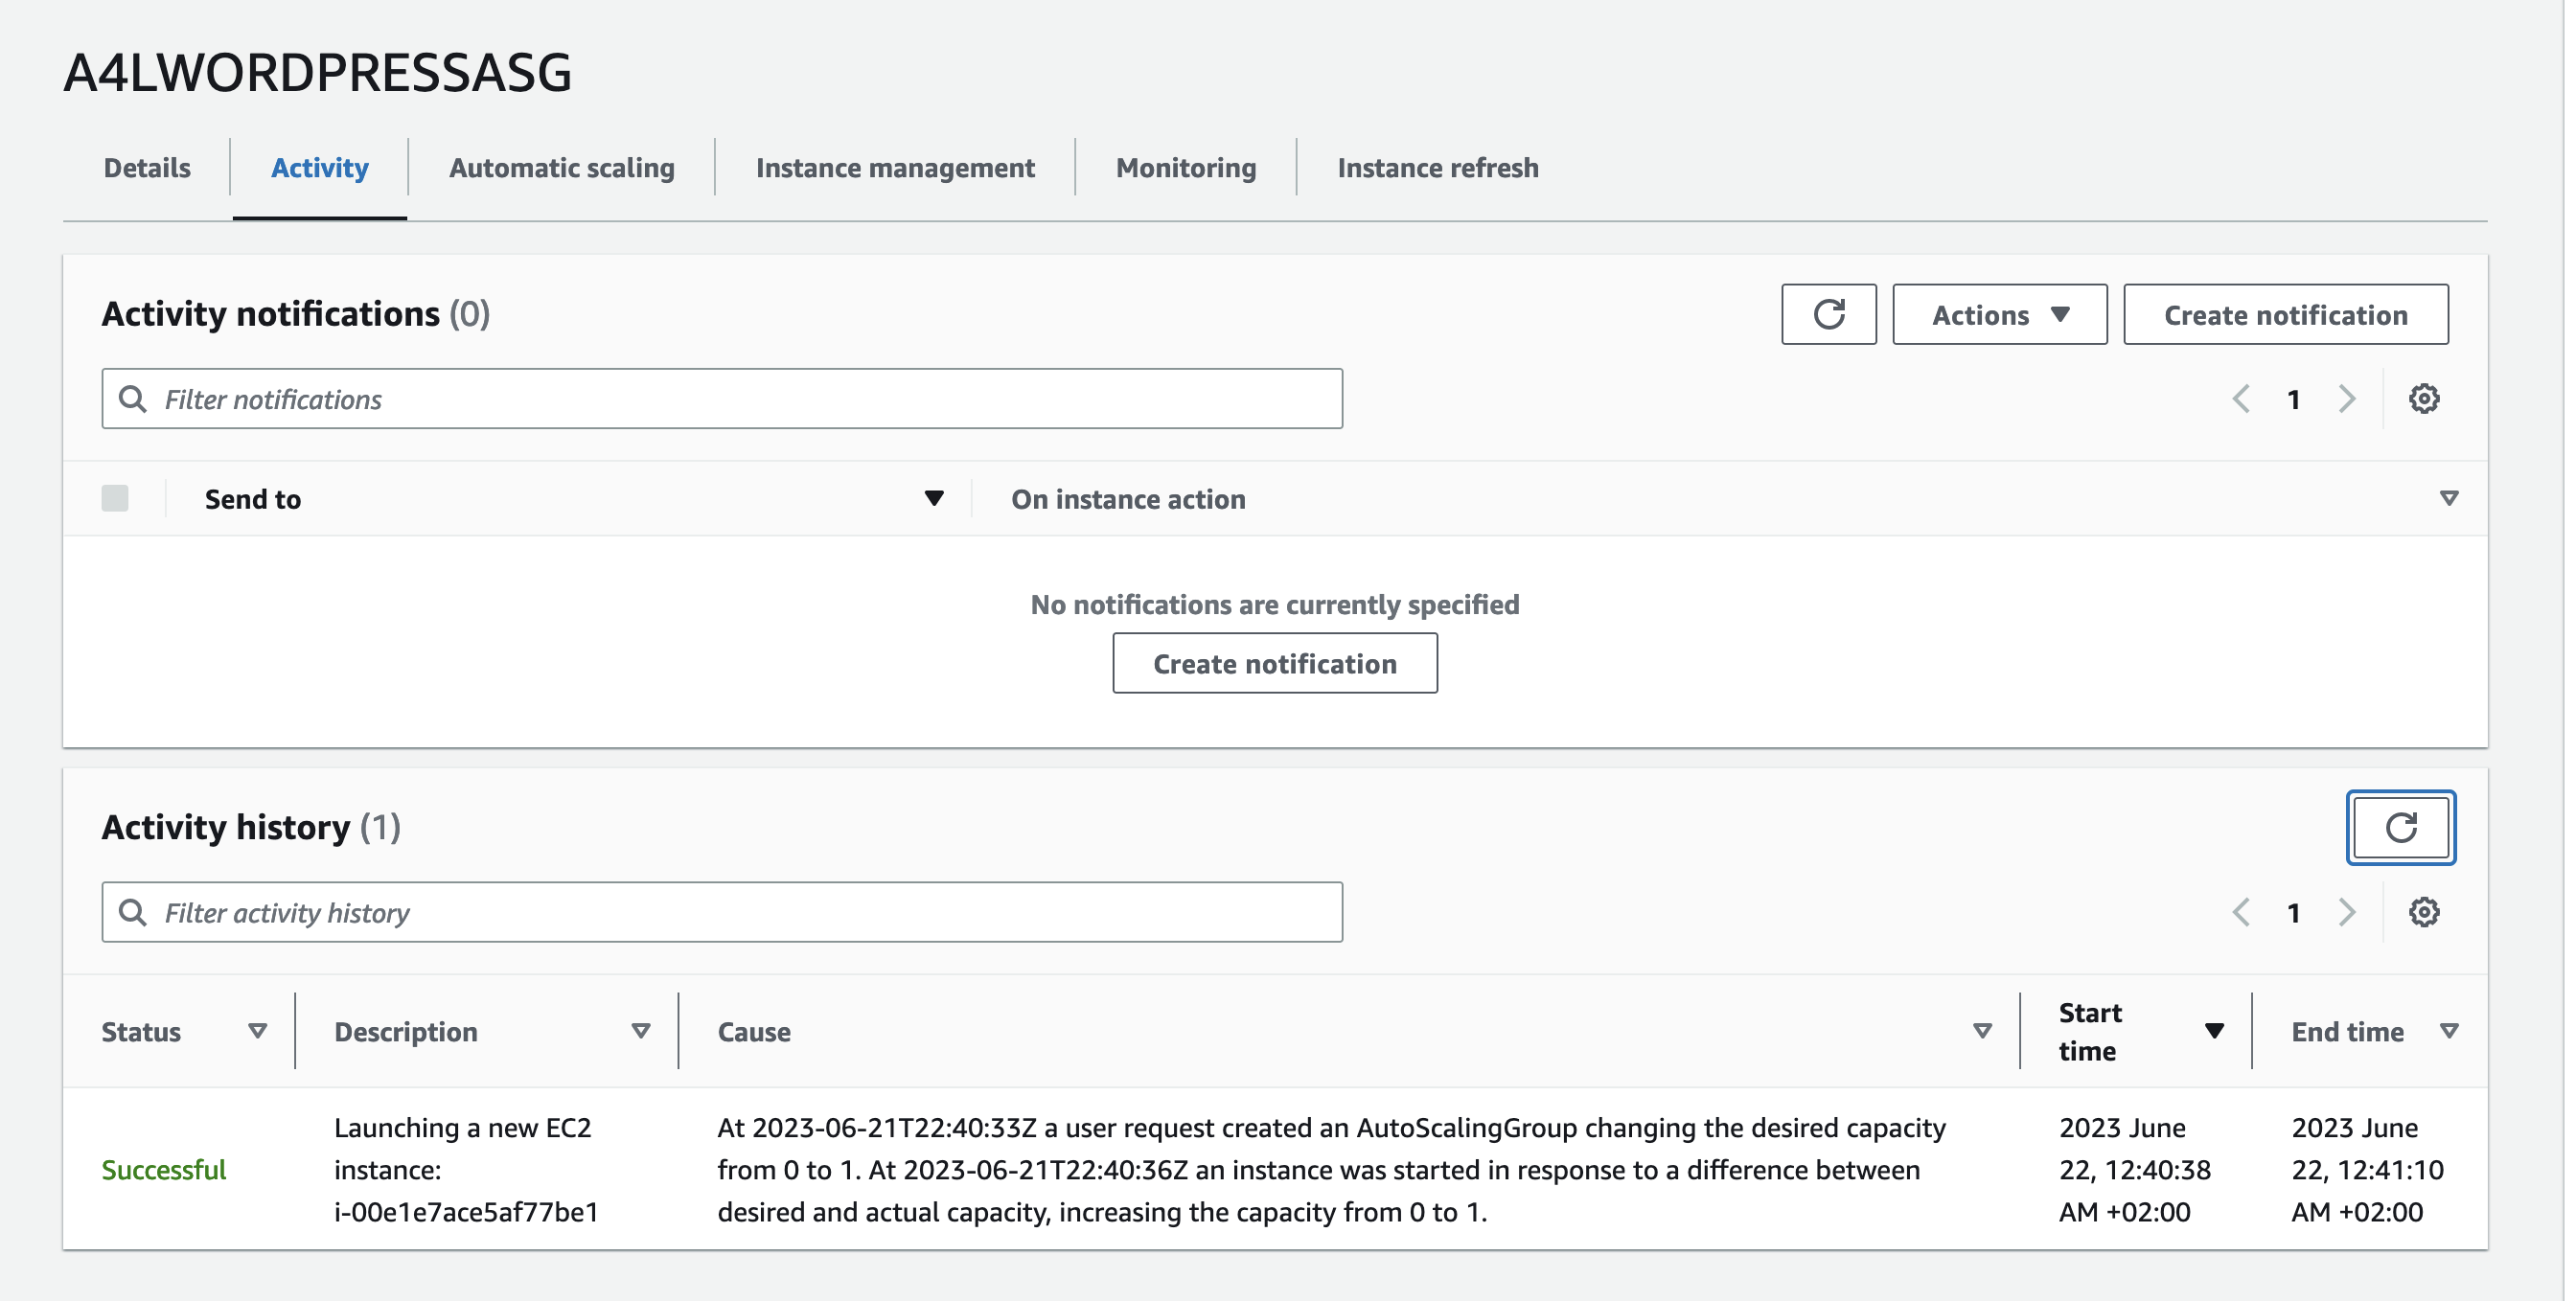 A4LWORDPRESSASG
Details
Activity
Automatic scaling
Instance management
Monitoring
Instance refresh
Activity notifications (0)
Actions
Create notification
Filter notifications
1
Send to
On instance action
No notifications are currently specified
Create notification
Activity history (1)
Filter activity history
1
Status
Description
Cause
Start
time
End time
Successful
Launching a new EC2
instance:
i-00e1e7ace5af77be1
At 2023-06-21T22:40:33Z a user request created an AutoScalingGroup changing the desired capacity
from 0 to 1. At 2023-06-21T22:40:36Z an instance was started in response to a difference between
desired and actual capacity, increasing the capacity from 0 to 1.
2023 June
22, 12:40:38
AM +02:00
2023 June
22, 12:41:10
AM +02:00